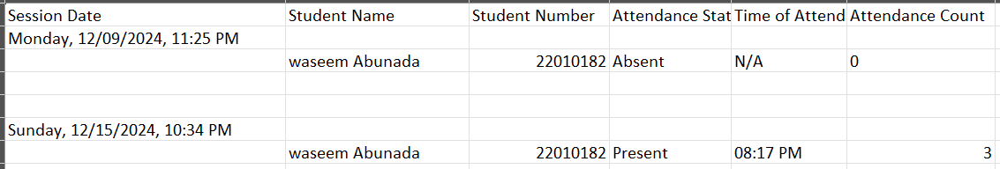 Session Date Student Name Student Number Attendance Stat Time of Attend Attendance Count
Monday, 12/09/2024, 11:25 PM
waseem Abunada 22010182 Absent N/A 0
Sunday, 12/15/2024, 10:34 PM
waseem Abunada 22010182 Present 08:17 PM 3